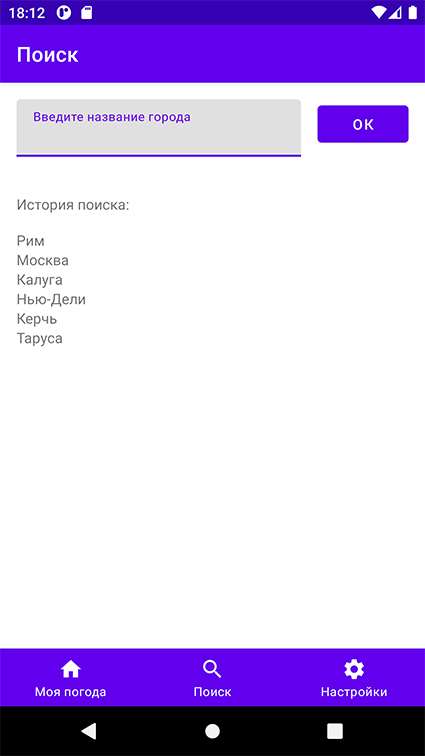 18:12
Поиск
Введите название города
ОК
История поиска:
Рим
Москва
Калуга
Нью-Дели
Керчь
Таруса
Моя погода
Поиск
Настройки